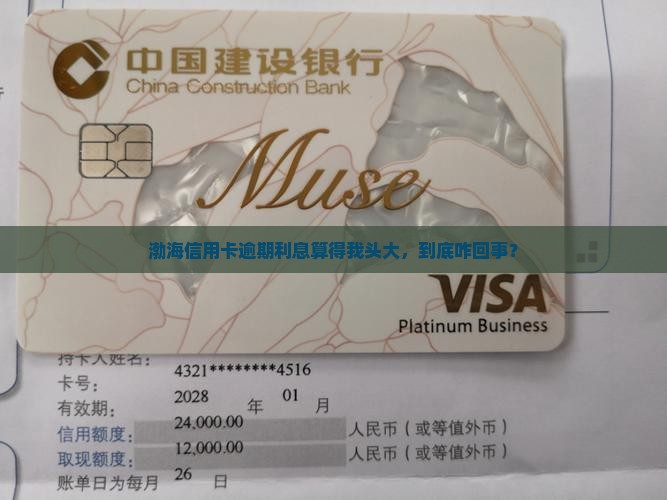 中国建设银行
China Construction Bank
Muse
渤海信用卡逾期利息算得我头大，到底咋回事？
VISA
Platinum Business
持卡人姓名：
卡号： 4321********4516
有效期： 2028 年 01 月
信用额度： 24,000.00 人民币（或等值外币）
取现额度： 12,000.00 人民币（或等值外币）
账单日为每月 26 日